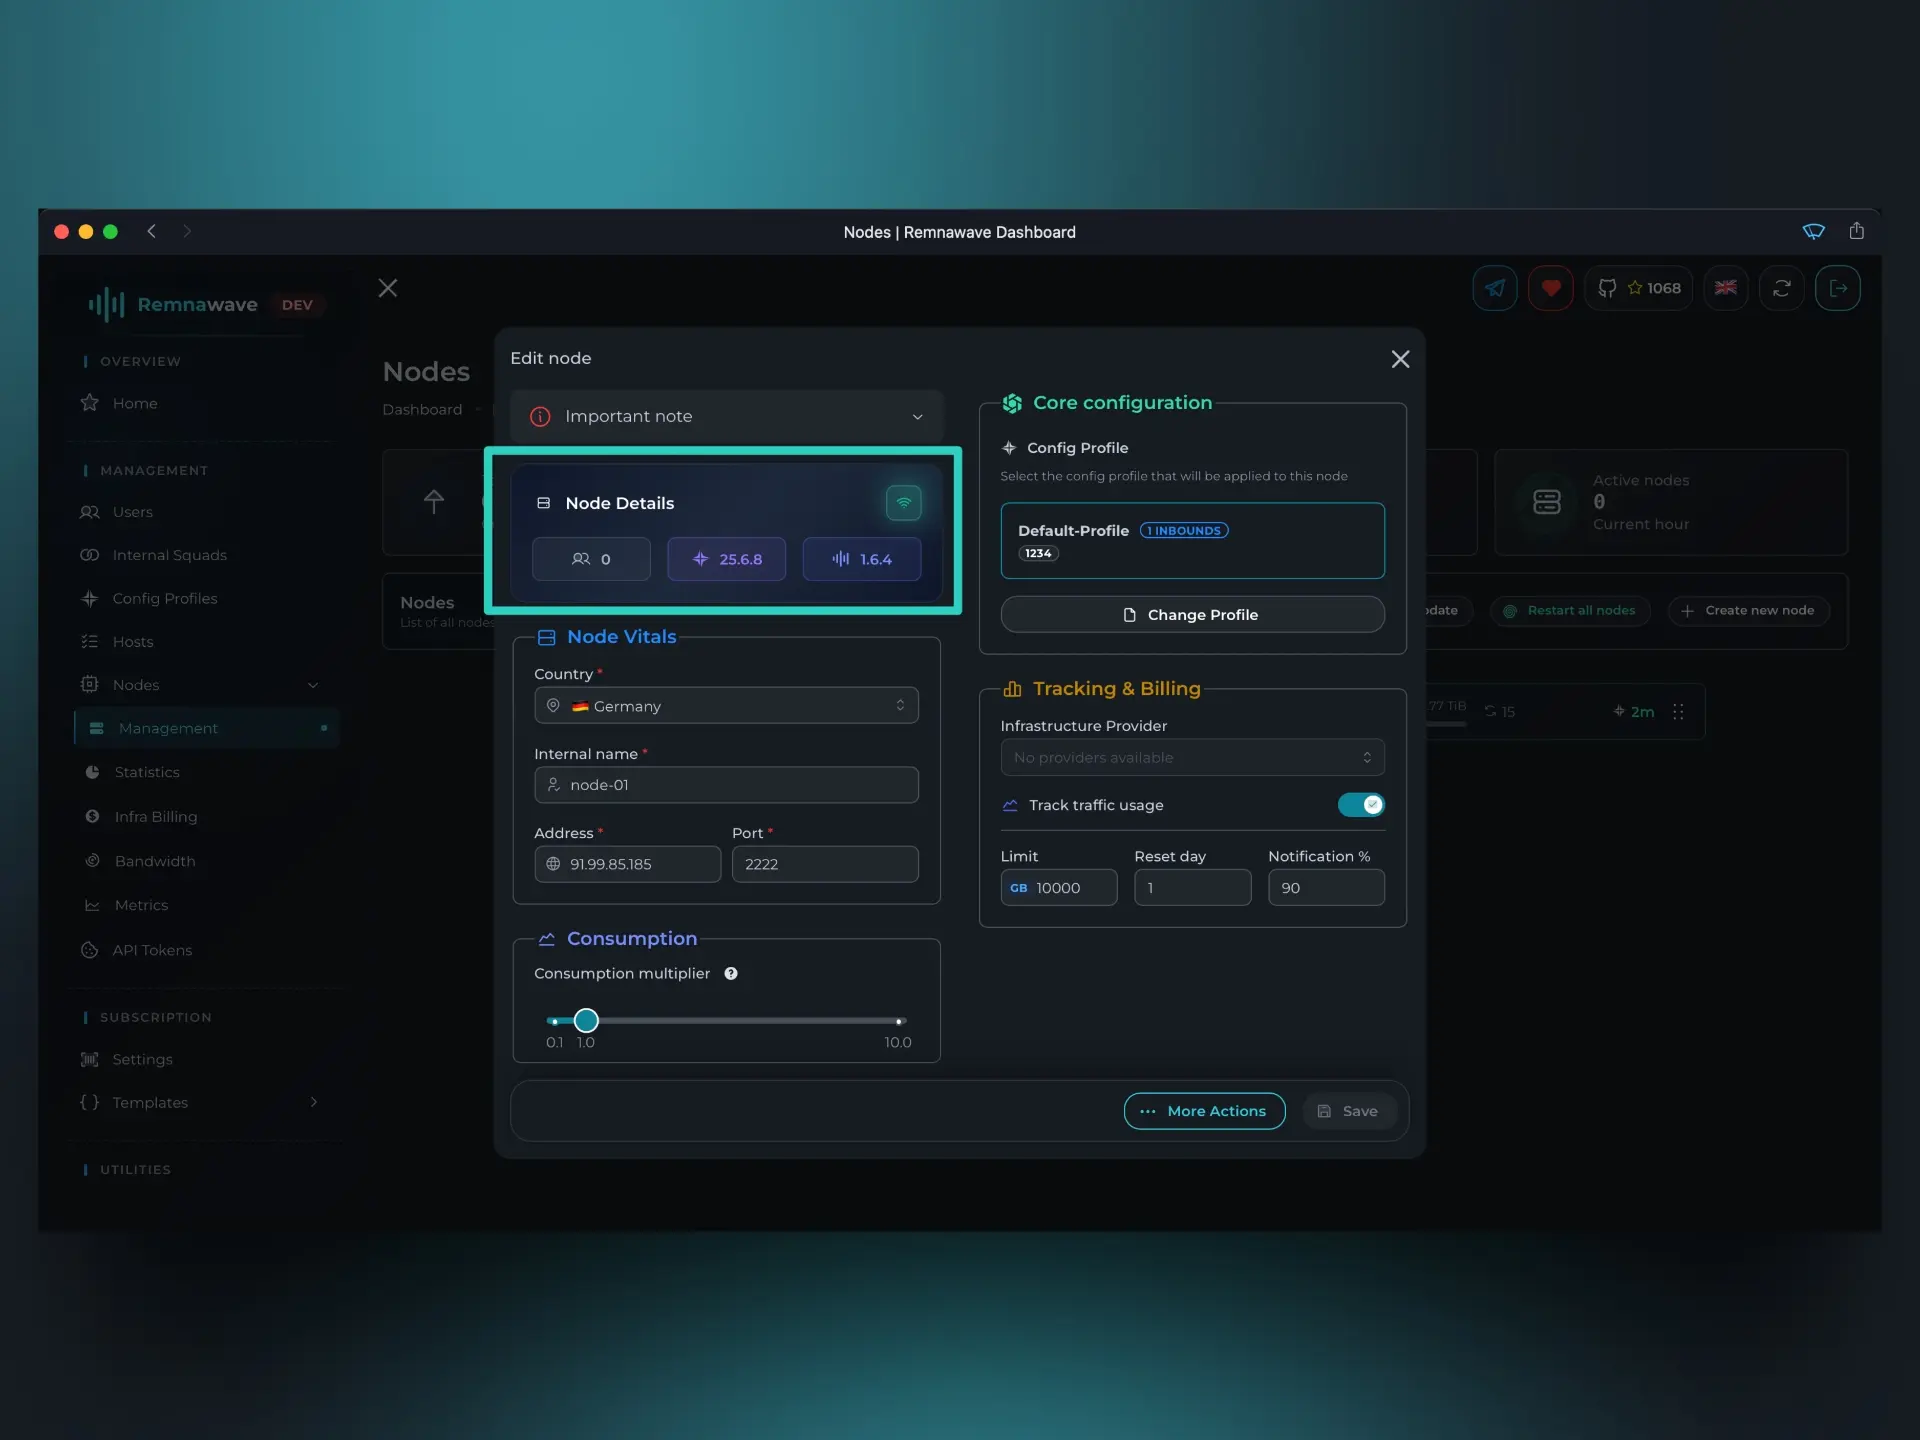 Nodes | Remnawave Dashboard
Remnawave DEV
1068
OVERVIEW
Home
MANAGEMENT
Users
Internal Squads
Config Profiles
Hosts
Nodes
Management
Statistics
Infra Billing
Bandwidth
Metrics
API Tokens
SUBSCRIPTION
Settings
Templates
UTILITIES
Nodes
Dashboard
Nodes
List of all nodes
Active nodes
0
Current hour
Restart all nodes
Create new node
77 TiB
15
2m
Edit node
Important note
Node Details
0
25.6.8
1.6.4
Node Vitals
Country *
Germany
Internal name *
node-01
Address *
Port *
91.99.85.185
2222
Consumption
Consumption multiplier
0.1 1.0 10.0
Core configuration
Config Profile
Select the config profile that will be applied to this node
Default-Profile 1 INBOUNDS
1234
Change Profile
Tracking & Billing
Infrastructure Provider
No providers available
Track traffic usage
Limit
Reset day
Notification %
GB 10000
1
90
More Actions
Save